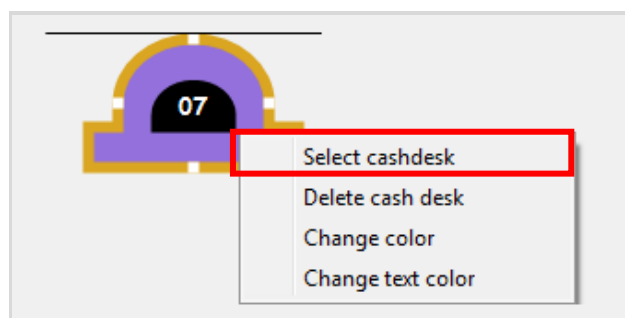 07
Select cashdesk
Delete cash desk
Change color
Change text color